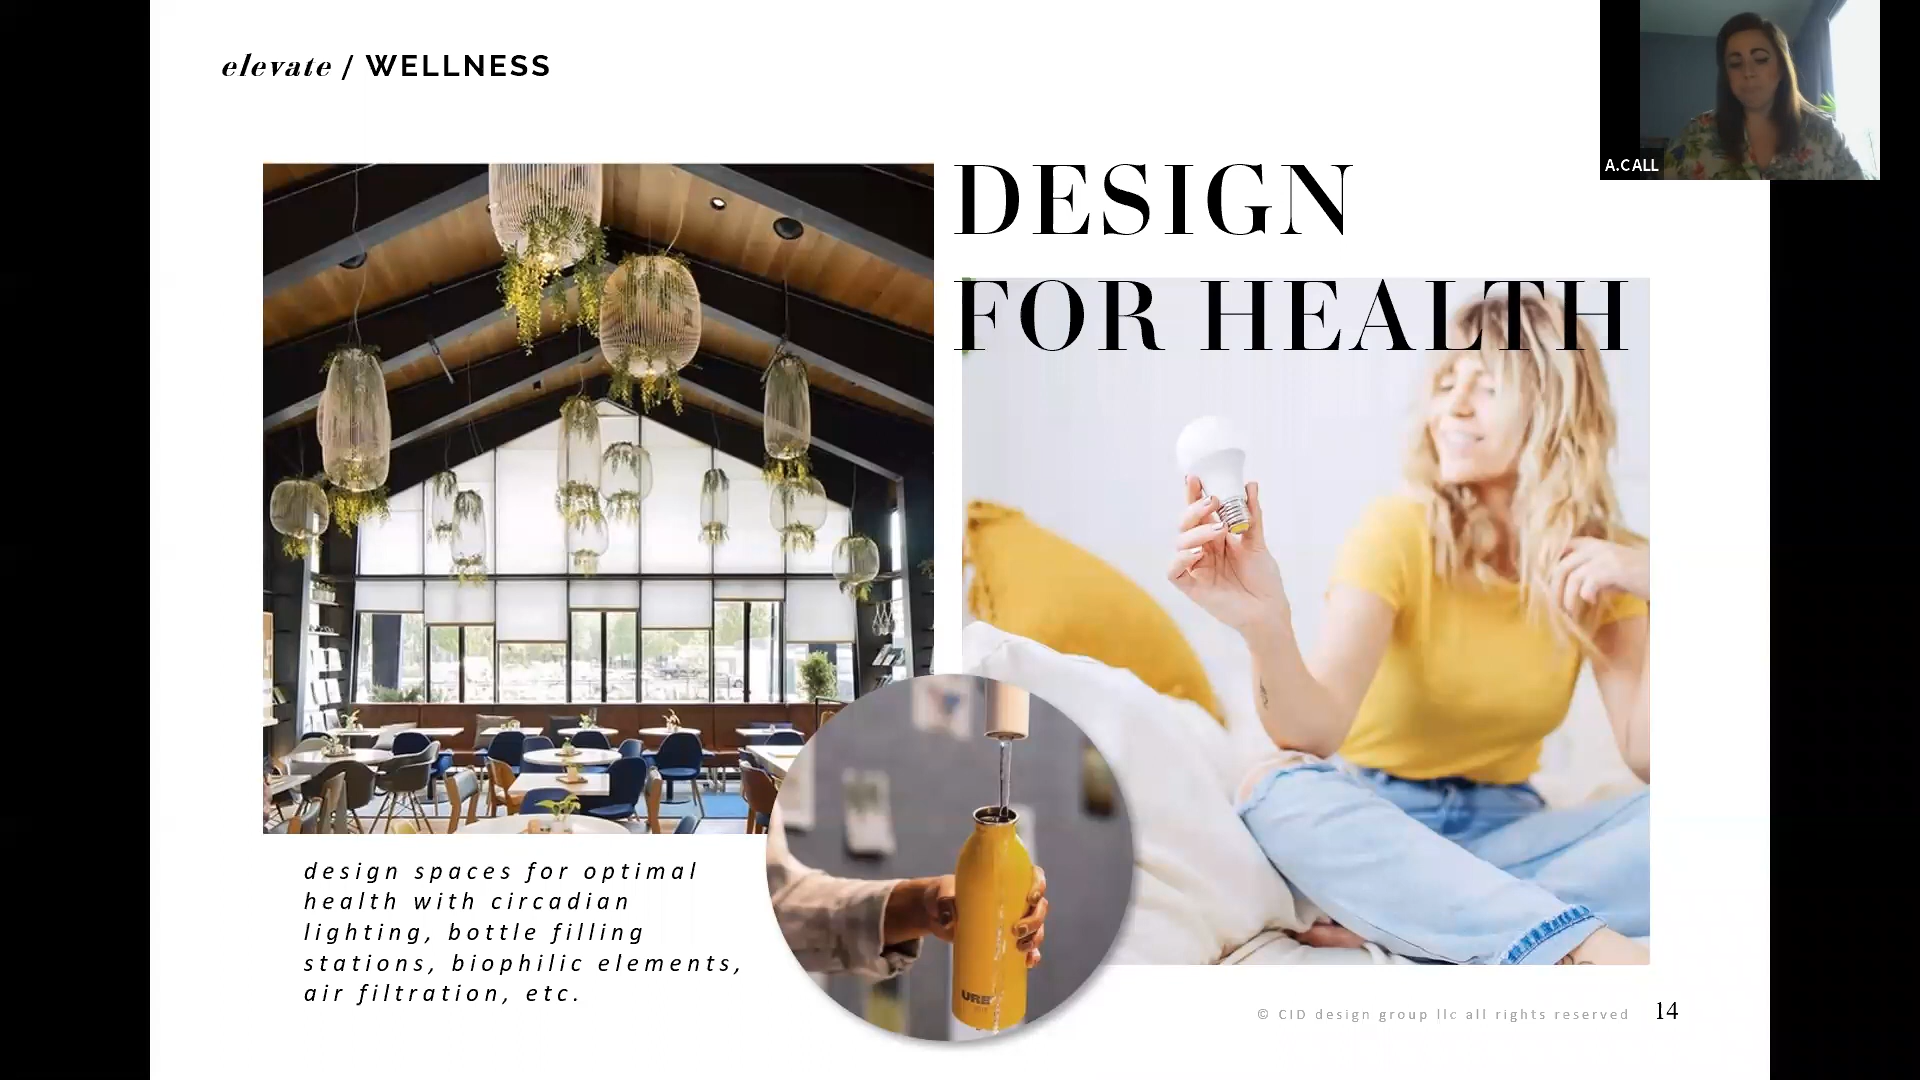 elevate / WELLNESS
A.CALL
DESIGN
FOR HEALTH
design spaces for optimal
health with circadian
lighting, bottle filling
stations, biophilic elements,
air filtration, etc.
© CID design group llc all rights reserved 14